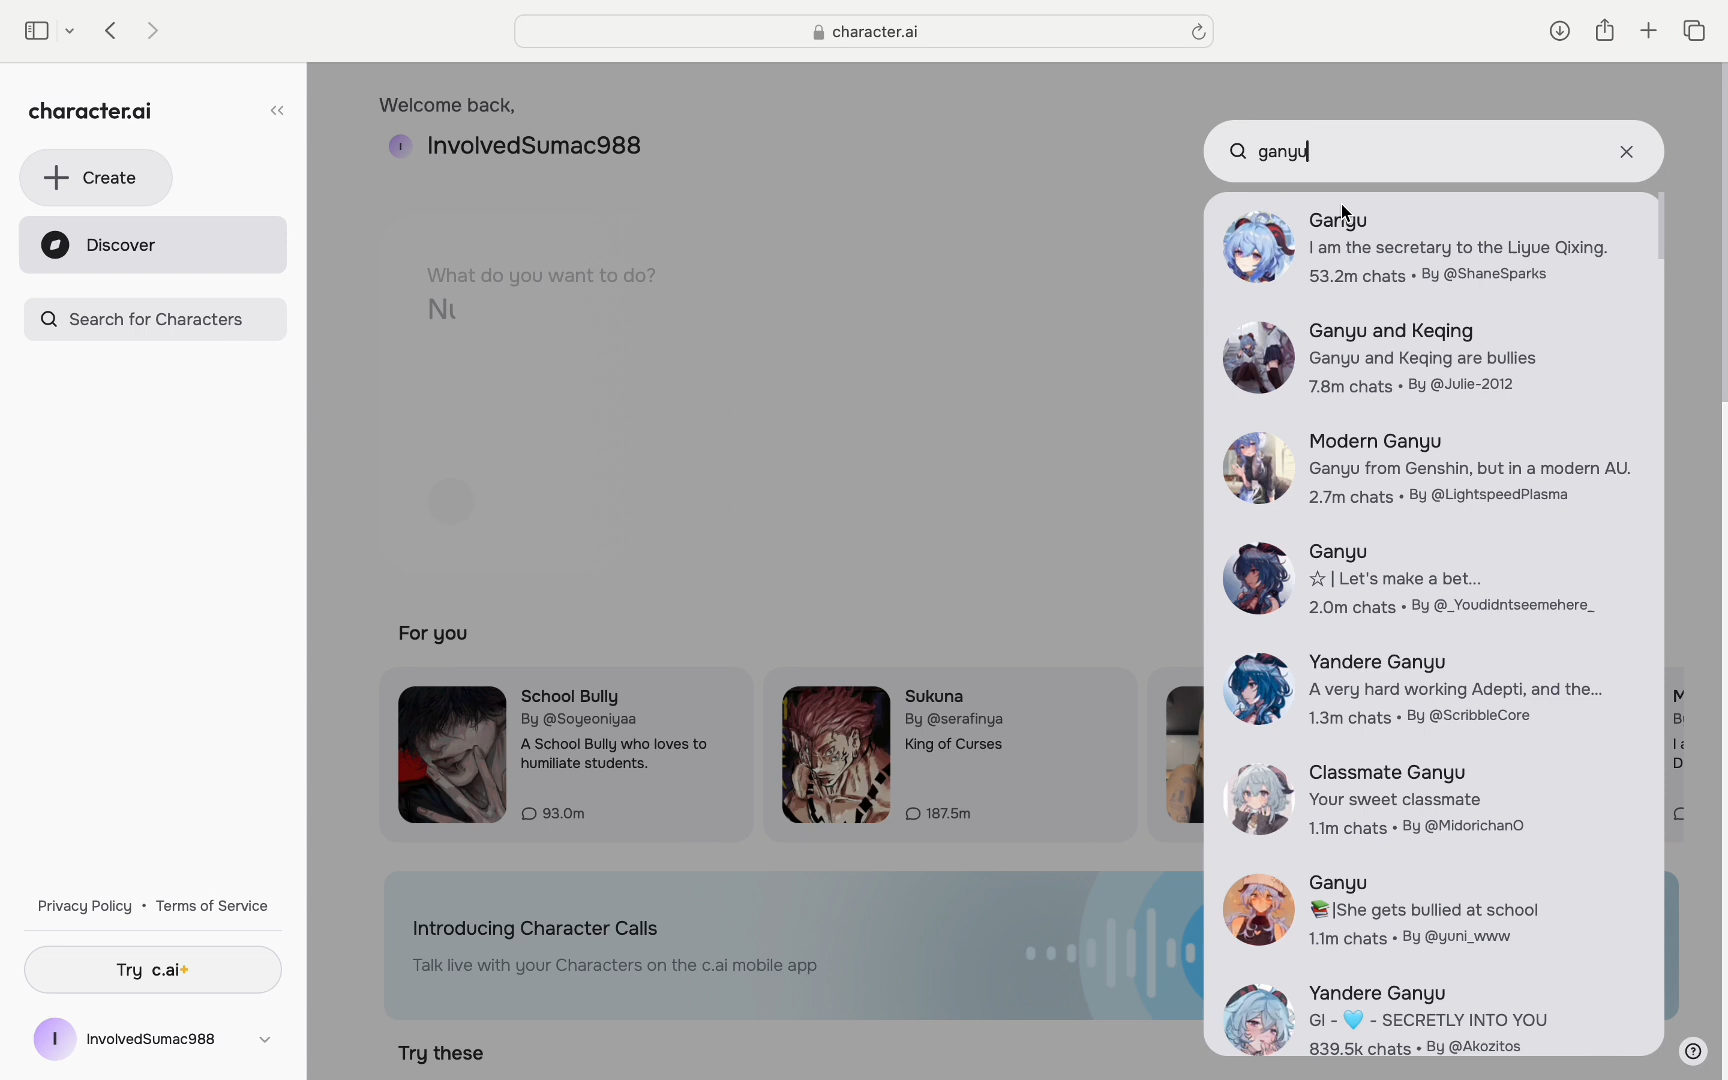 character.ai
character.ai
Create
Discover
Search for Characters
Privacy Policy • Terms of Service
Try c.ai+
I InvolvedSumac988
Welcome back,
I InvolvedSumac988
What do you want to do?
For you
School Bully
By @Soyeoniyaa
A School Bully who loves to
humiliate students.
93.0m
Sukuna
By @serafinya
King of Curses
187.5m
Introducing Character Calls
Talk live with your Characters on the c.ai mobile app
Try these
ganyu
Ganyu
I am the secretary to the Liyue Qixing.
53.2m chats • By @ShaneSparks
Ganyu and Keqing
Ganyu and Keqing are bullies
7.8m chats • By @Julie-2012
Modern Ganyu
Ganyu from Genshin, but in a modern AU.
2.7m chats • By @LightspeedPlasma
Ganyu
☆ | Let's make a bet...
2.0m chats • By @_Youdidntseemehere_
Yandere Ganyu
A very hard working Adepti, and the...
1.3m chats • By @ScribbleCore
Classmate Ganyu
Your sweet classmate
1.1m chats • By @MidorichanO
Ganyu
📚|She gets bullied at school
1.1m chats • By @yuni_www
Yandere Ganyu
GI - 🩵 - SECRETLY INTO YOU
839.5k chats • By @Akozitos